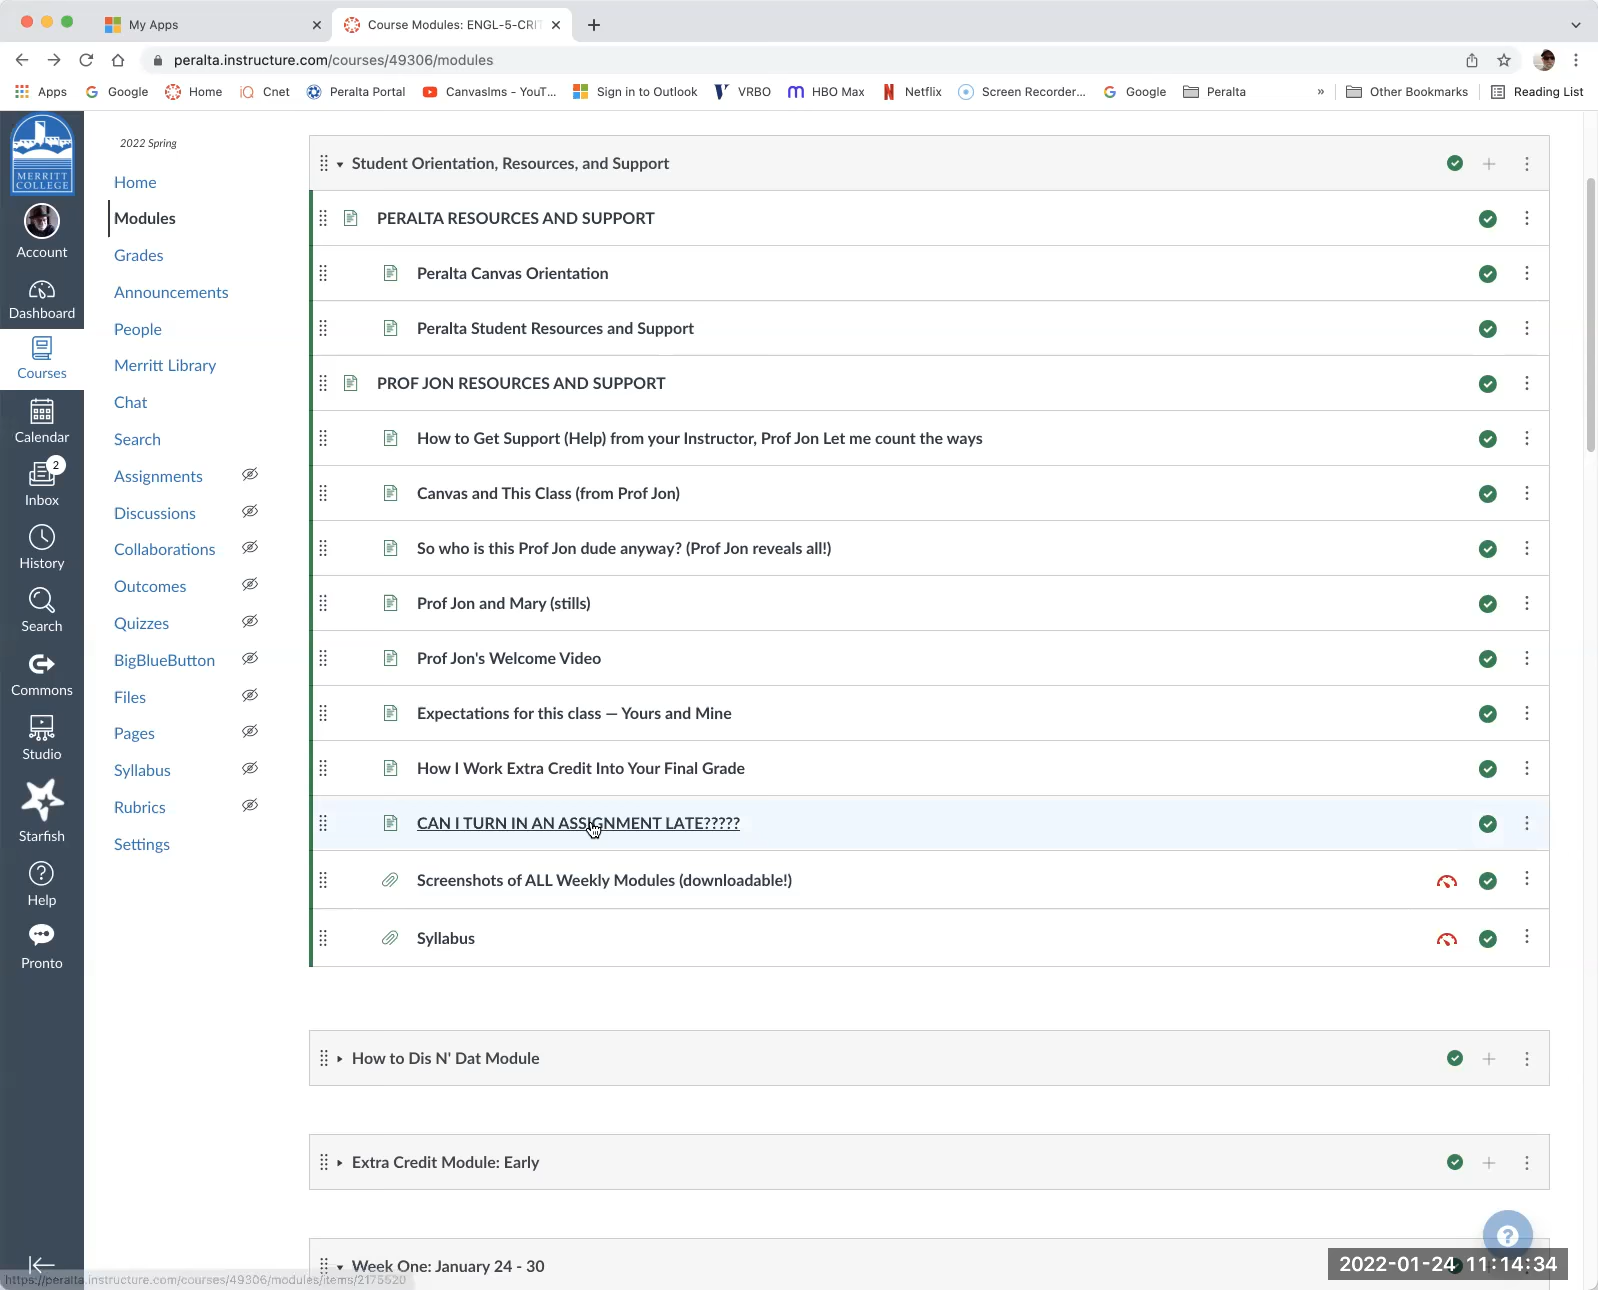 My Apps
Course Modules: ENGL-5-CRIT
peralta.instructure.com/courses/49306/modules
Apps
Google
Home
Cnet
Peralta Portal
CanvasIms - YouT...
Sign in to Outlook
VRBO
HBO Max
Netflix
Screen Recorder...
Google
Peralta
»
Other Bookmarks
Reading List
MERRITT
COLLEGE
Account
Dashboard
Courses
Calendar
2
Inbox
History
Search
Commons
Studio
Starfish
Help
Pronto
2022 Spring
Home
Modules
Grades
Announcements
People
Merritt Library
Chat
Search
Assignments
Discussions
Collaborations
Outcomes
Quizzes
BigBlueButton
Files
Pages
Syllabus
Rubrics
Settings
Student Orientation, Resources, and Support
PERALTA RESOURCES AND SUPPORT
Peralta Canvas Orientation
Peralta Student Resources and Support
PROF JON RESOURCES AND SUPPORT
How to Get Support (Help) from your Instructor, Prof Jon Let me count the ways
Canvas and This Class (from Prof Jon)
So who is this Prof Jon dude anyway? (Prof Jon reveals all!)
Prof Jon and Mary (stills)
Prof Jon's Welcome Video
Expectations for this class — Yours and Mine
How I Work Extra Credit Into Your Final Grade
CAN I TURN IN AN ASSIGNMENT LATE?????
Screenshots of ALL Weekly Modules (downloadable!)
Syllabus
How to Dis N' Dat Module
Extra Credit Module: Early
Week One: January 24 - 30
https://peralta.instructure.com/courses/49306/modules/items/2175520
2022-01-24 11:14:34